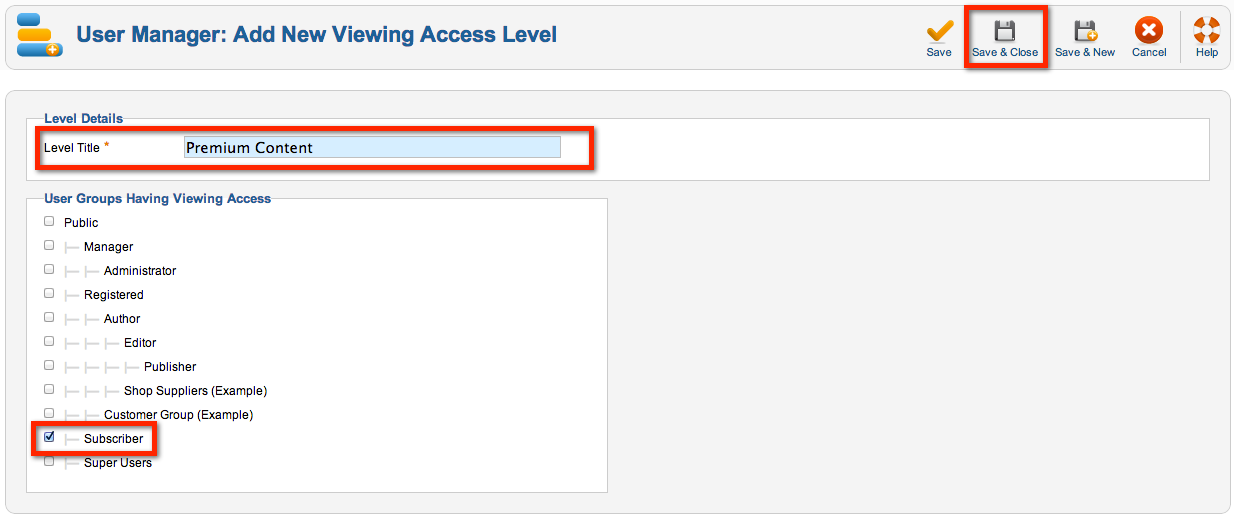 User Manager: Add New Viewing Access Level
Save
Save & Close
Save & New
Cancel
Help
Level Details
Level Title *
Premium Content
User Groups Having Viewing Access
Public
Manager
Administrator
Registered
Author
Editor
Publisher
Shop Suppliers (Example)
Customer Group (Example)
Subscriber
Super Users